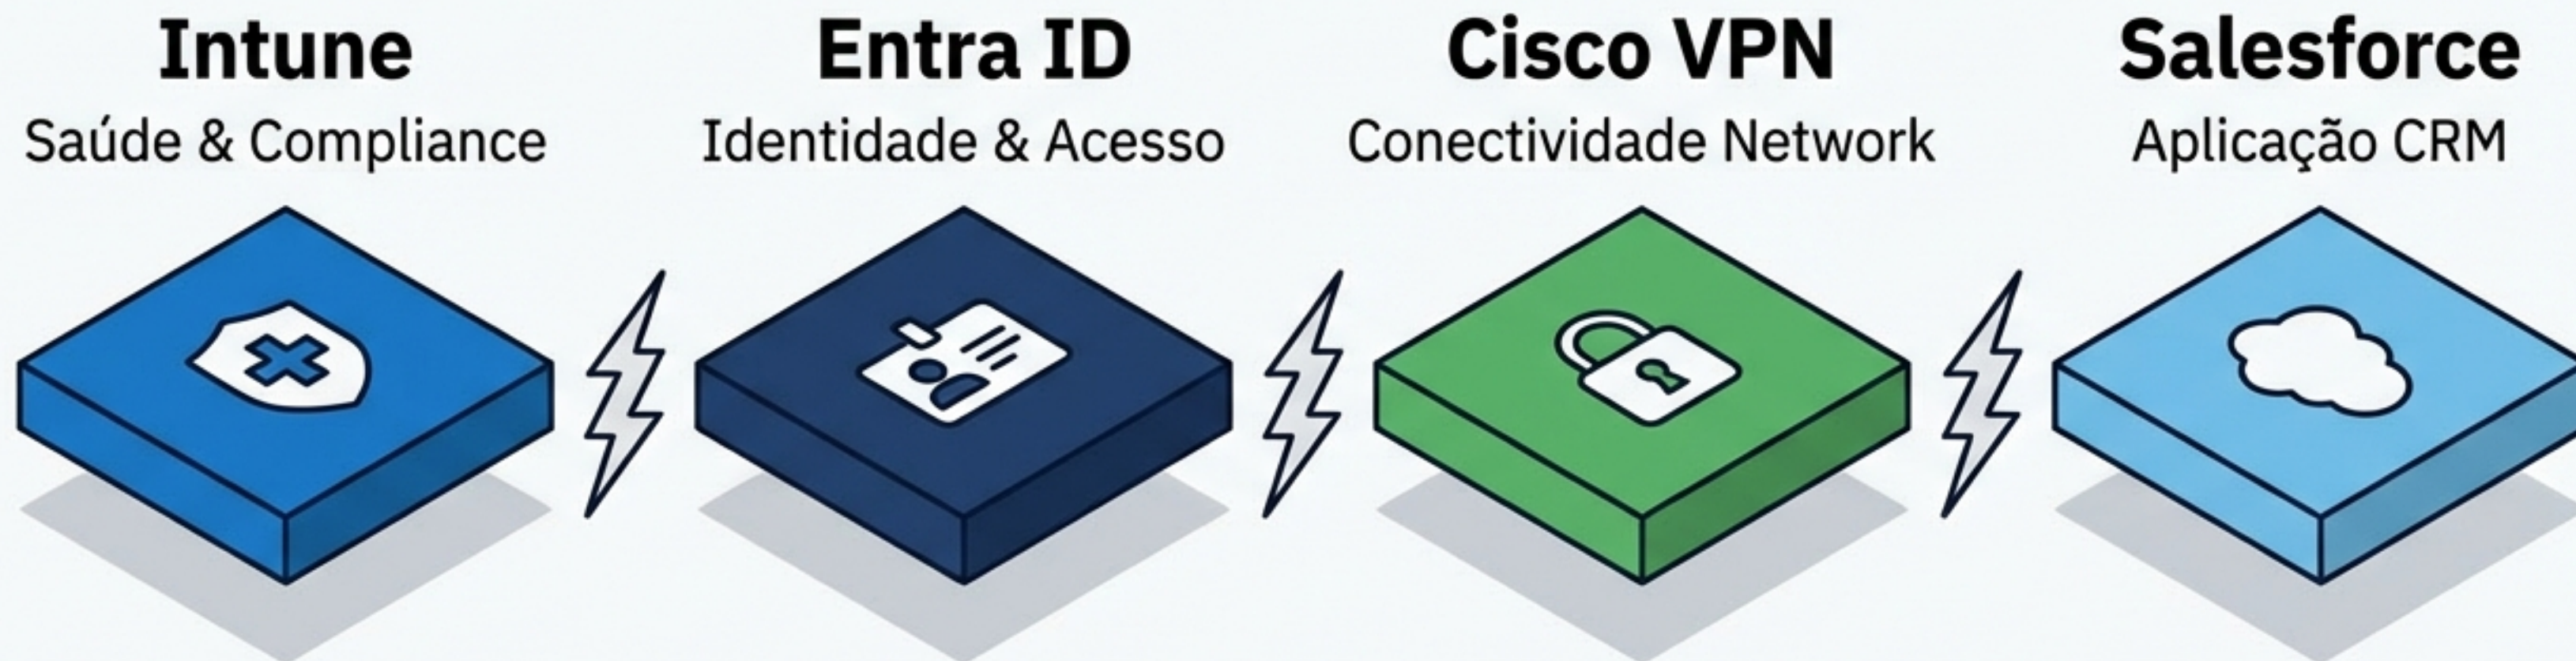 Intune
Saúde & Compliance
Entra ID
Identidade & Acesso
Cisco VPN
Conectividade Network
Salesforce
Aplicação CRM